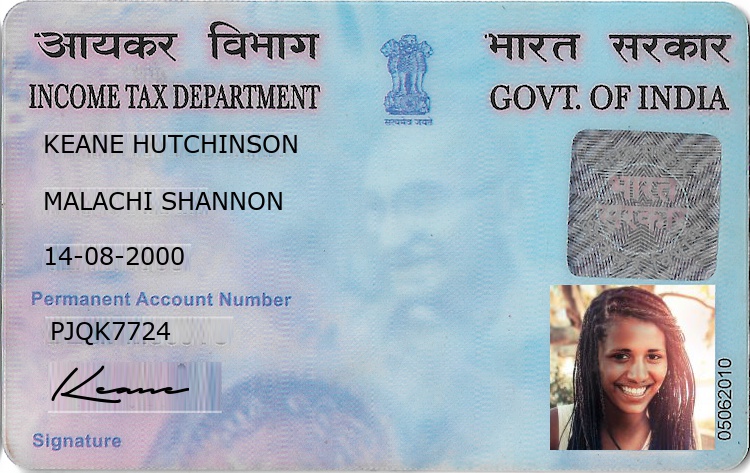 आयकर विभाग
भारत सरकार
INCOME TAX DEPARTMENT
GOVT. OF INDIA
सत्यमेव जयते
KEANE HUTCHINSON
भारत
सरकार
MALACHI SHANNON
14-08-2000
Permanent Account Number
PJQK7724
Keane
Signature
05062010